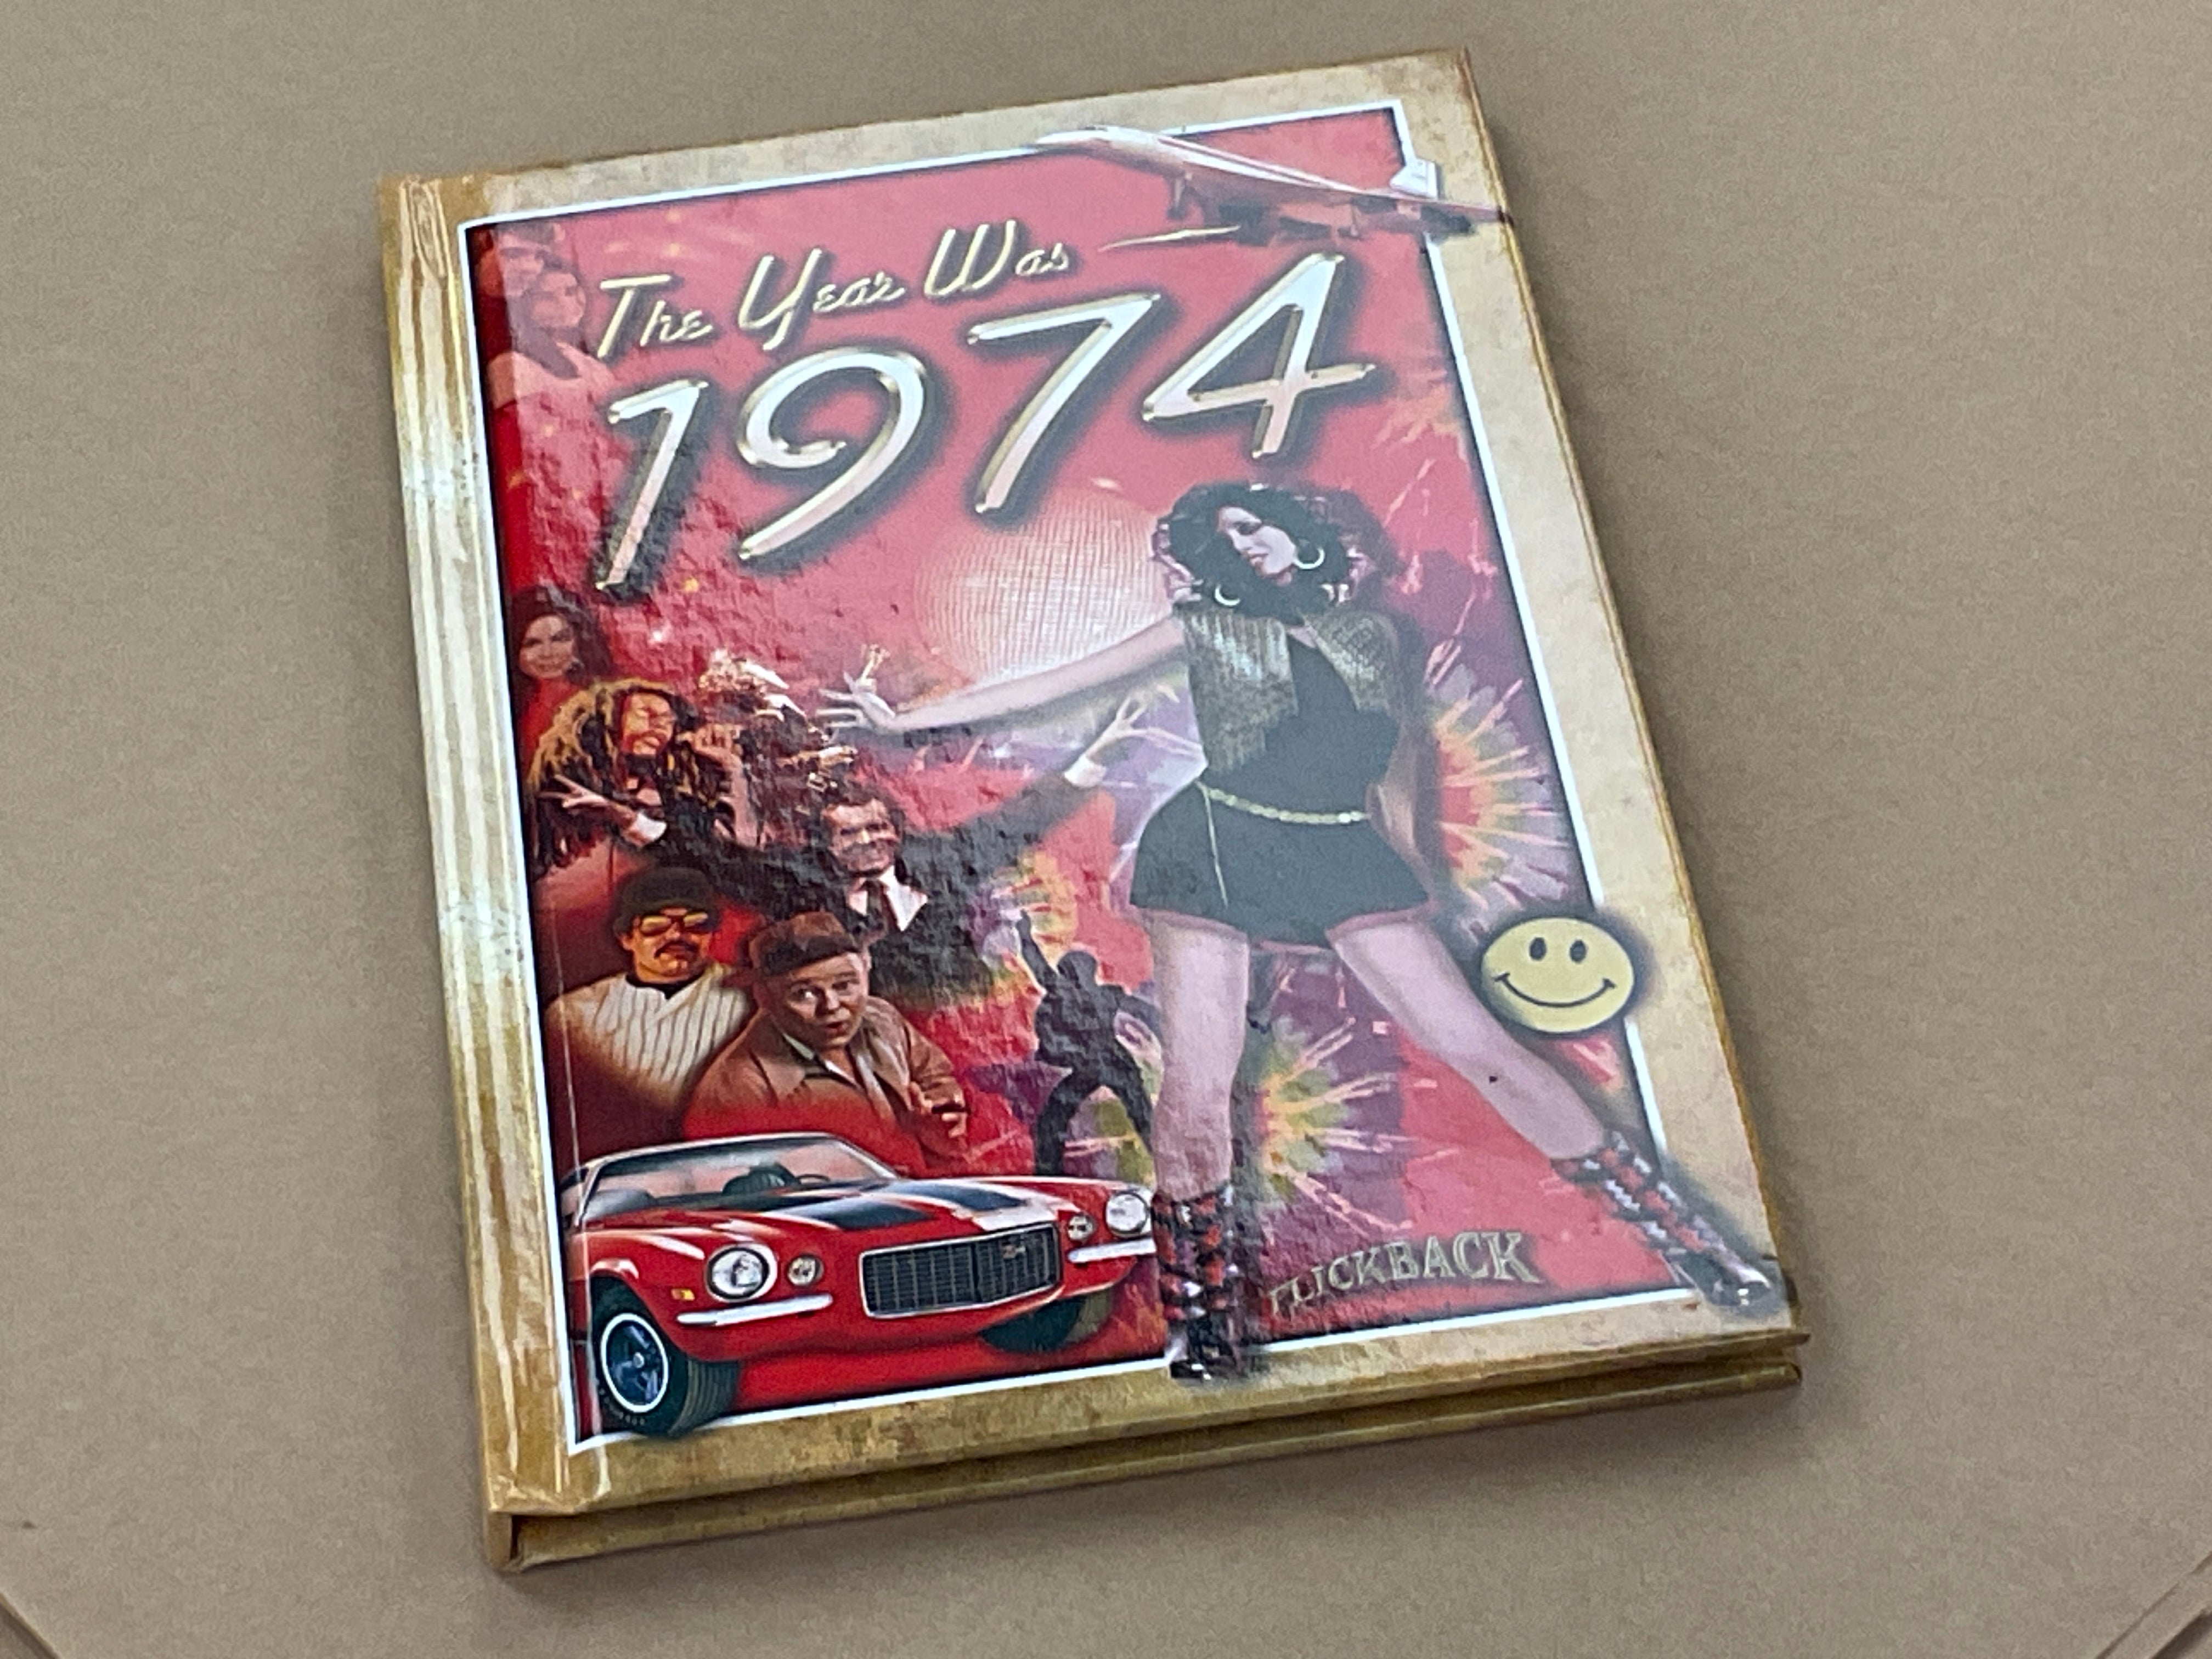 The Year Was
1974
FLICKBACK